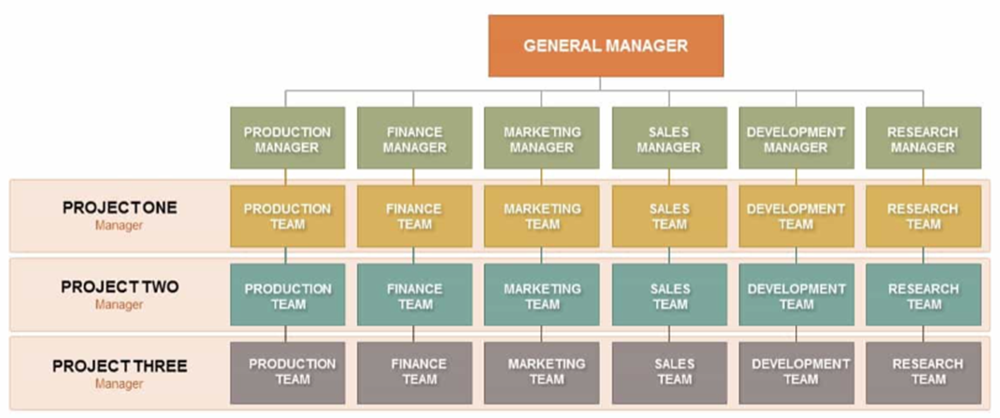 GENERAL MANAGER
PRODUCTION
MANAGER
FINANCE
MANAGER
MARKETING
MANAGER
SALES
MANAGER
DEVELOPMENT
MANAGER
RESEARCH
MANAGER
PROJECT ONE
Manager
PRODUCTION
TEAM
FINANCE
TEAM
MARKETING
TEAM
SALES
TEAM
DEVELOPMENT
TEAM
RESEARCH
TEAM
PROJECT TWO
Manager
PRODUCTION
TEAM
FINANCE
TEAM
MARKETING
TEAM
SALES
TEAM
DEVELOPMENT
TEAM
RESEARCH
TEAM
PROJECT THREE
Manager
PRODUCTION
TEAM
FINANCE
TEAM
MARKETING
TEAM
SALES
TEAM
DEVELOPMENT
TEAM
RESEARCH
TEAM